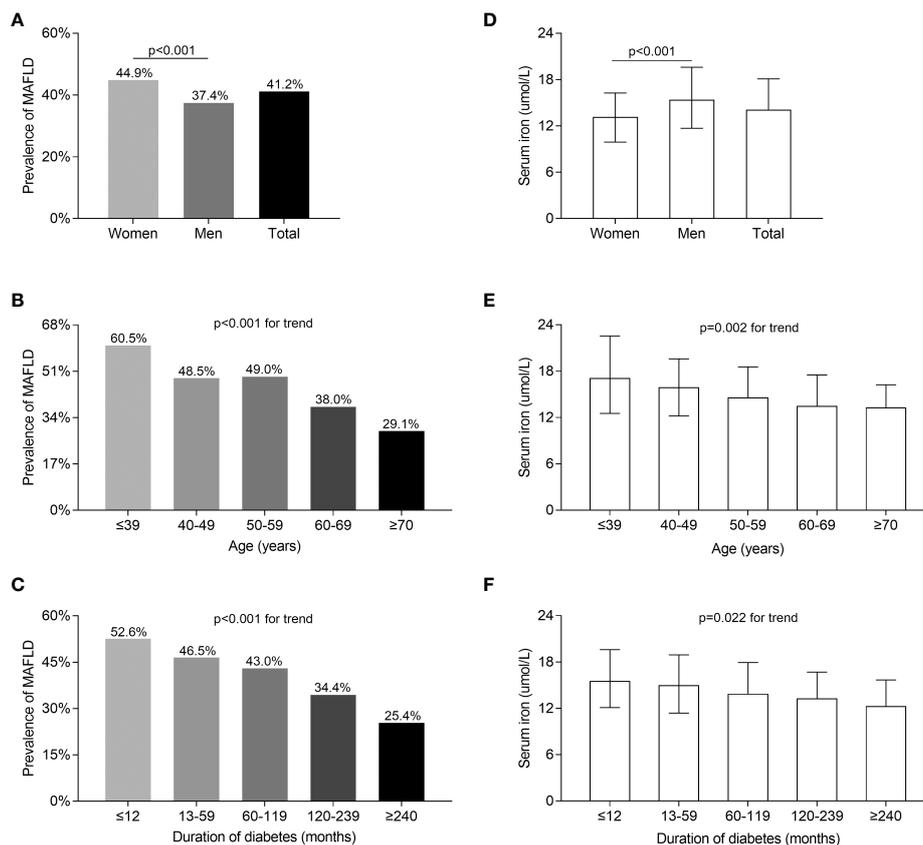 A
Prevalence of MAFLD
60%
40%
20%
0%
p<0.001
44.9%
37.4%
41.2%
Women Men Total
D
Serum iron (umol/L)
24
18
12
6
0
p<0.001
Women Men Total
B
Prevalence of MAFLD
68%
51%
34%
17%
0%
p<0.001 for trend
60.5%
48.5%
49.0%
38.0%
29.1%
≤39 40-49 50-59 60-69 ≥70
Age (years)
E
Serum iron (umol/L)
24
18
12
6
0
p=0.002 for trend
≤39 40-49 50-59 60-69 ≥70
Age (years)
C
Prevalence of MAFLD
60%
45%
30%
15%
0%
p<0.001 for trend
52.6%
46.5%
43.0%
34.4%
25.4%
≤12 13-59 60-119 120-239 ≥240
Duration of diabetes (months)
F
Serum iron (umol/L)
24
18
12
6
0
p=0.022 for trend
≤12 13-59 60-119 120-239 ≥240
Duration of diabetes (months)